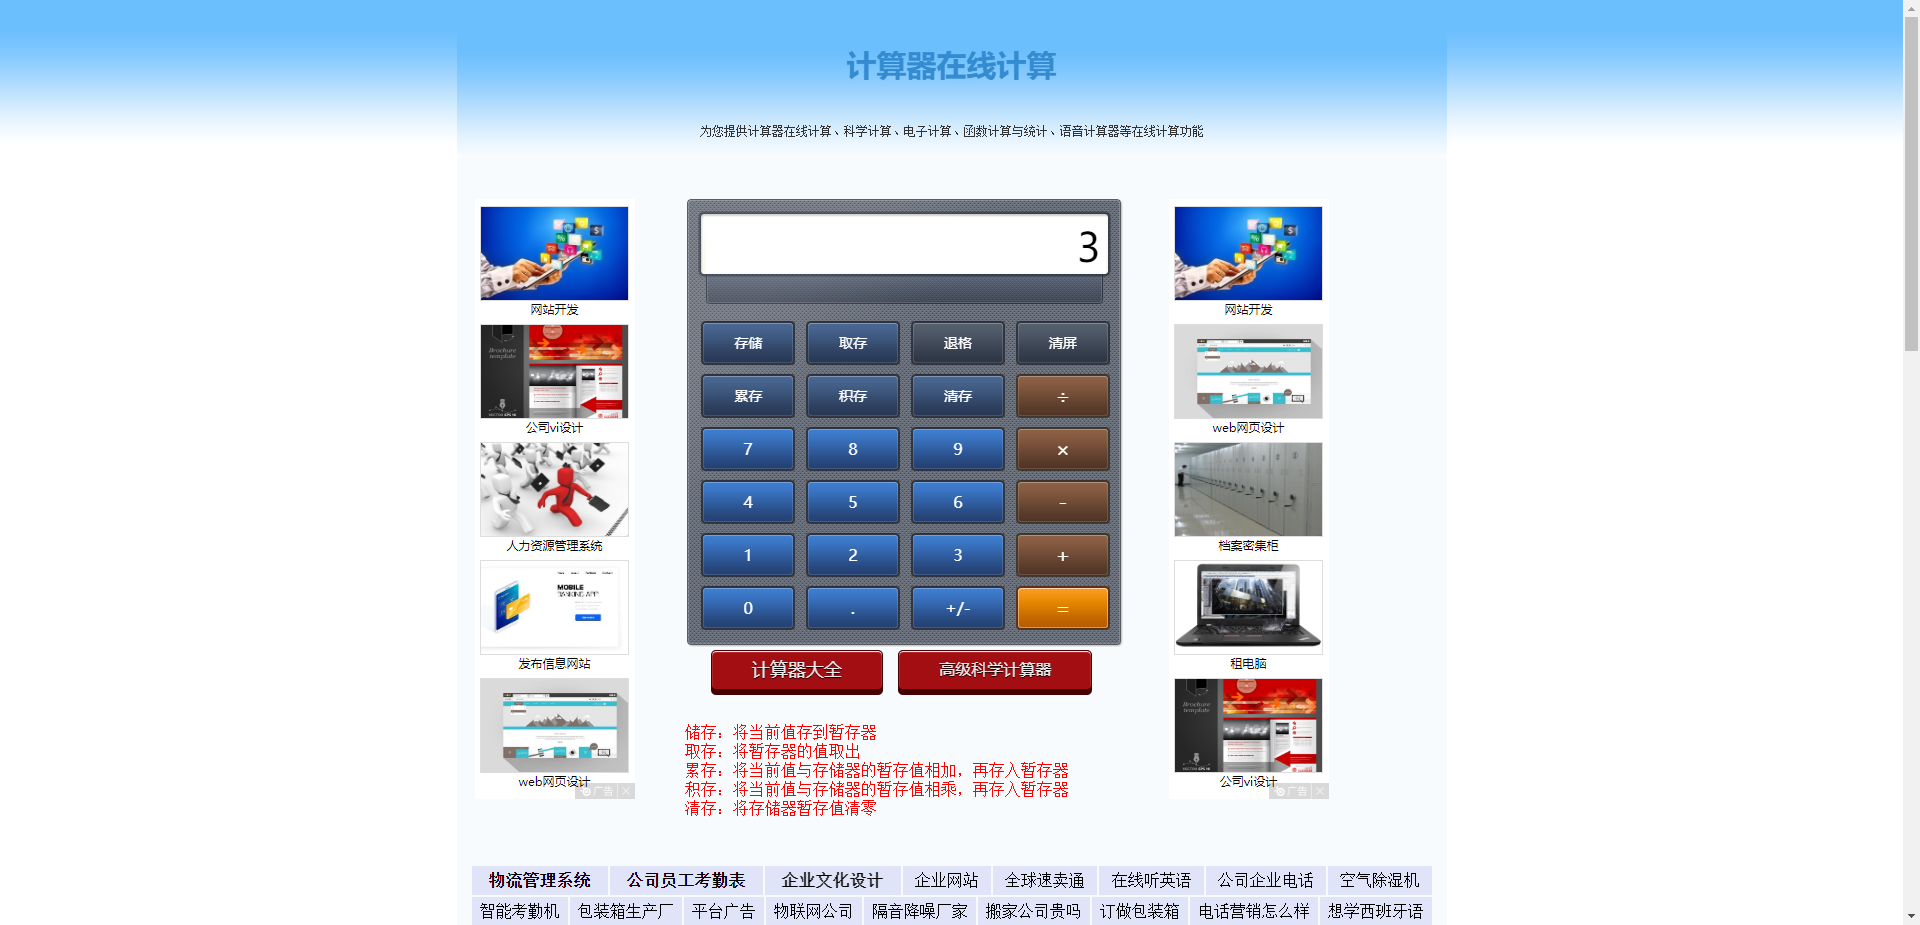 计算器在线计算
为您提供计算器在线计算、科学计算、电子计算、函数计算与统计、语音计算器等在线计算功能
网站开发
公司vi设计
人力资源管理系统
MOBILE
BANKING APP
发布信息网站
web网页设计
广告
3
存储 取存 退格 清屏
累存 积存 清存 ÷
7 8 9 ×
4 5 6 -
1 2 3 +
0 . +/- =
计算器大全 高级科学计算器
储存：将当前值存到暂存器
取存：将暂存器的值取出
累存：将当前值与存储器的暂存值相加，再存入暂存器
积存：将当前值与存储器的暂存值相乘，再存入暂存器
清存：将存储器暂存值清零
网站开发
web网页设计
档案密集柜
租电脑
公司vi设计
广告
物流管理系统 公司员工考勤表 企业文化设计 企业网站 全球速卖通 在线听英语 公司企业电话 空气除湿机
智能考勤机 包装箱生产厂 平台广告 物联网公司 隔音降噪厂家 搬家公司贵吗 订做包装箱 电话营销怎么样 想学西班牙语